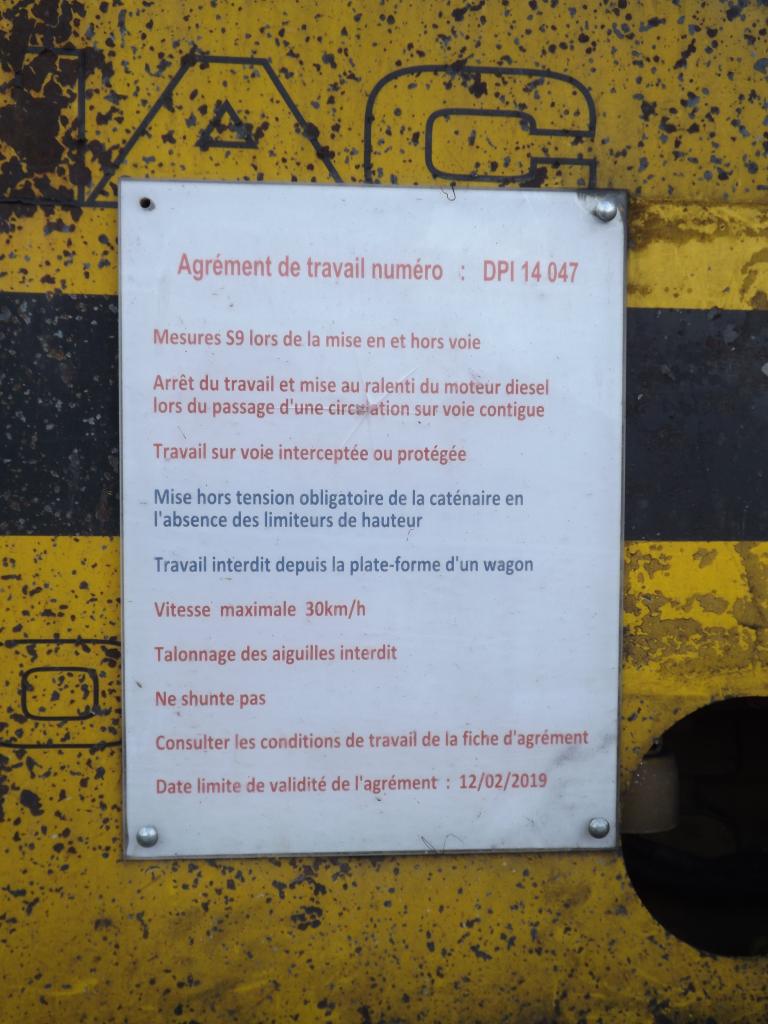 AC
Agrément de travail numéro : DPI 14 047
Mesures S9 lors de la mise en et hors voie
Arrêt du travail et mise au ralenti du moteur diesel
lors du passage d'une circulation sur voie contigue
Travail sur voie interceptée ou protégée
Mise hors tension obligatoire de la caténaire en
l'absence des limiteurs de hauteur
Travail interdit depuis la plate-forme d'un wagon
Vitesse maximale 30km/h
Talonnage des aiguilles interdit
Ne shunte pas
Consulter les conditions de travail de la fiche d'agrément
Date limite de validité de l'agrément : 12/02/2019